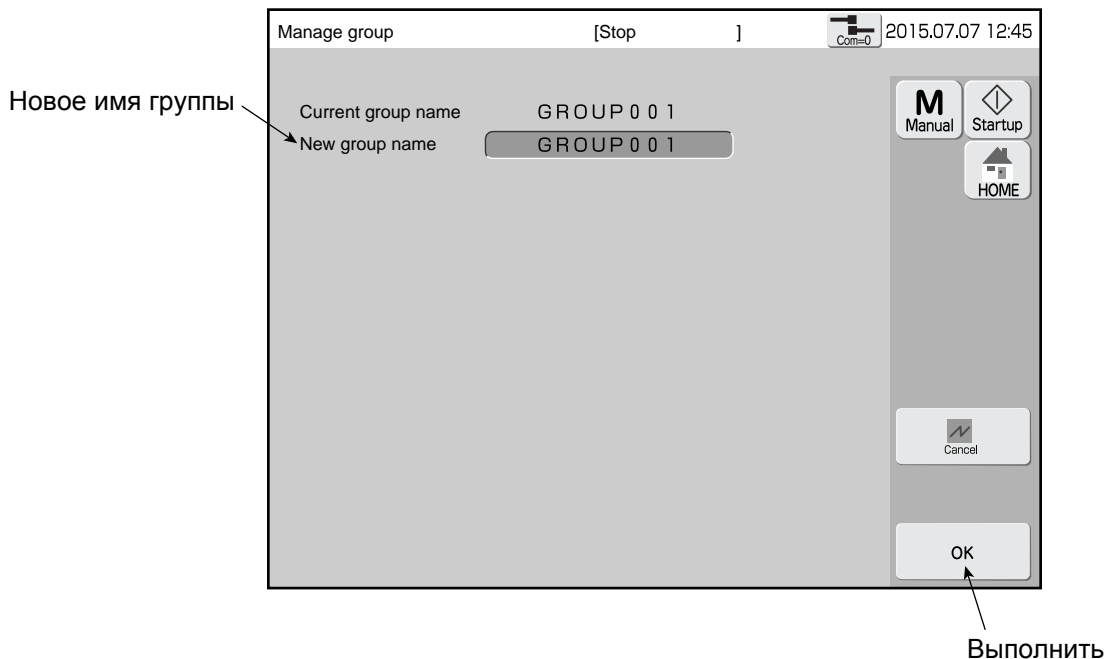 Manage group [Stop ] Com=0 2015.07.07 12:45
Новое имя группы
Current group name GROUP001
New group name GROUP001
M
Manual
Startup
HOME
Cancel
OK
Выполнить